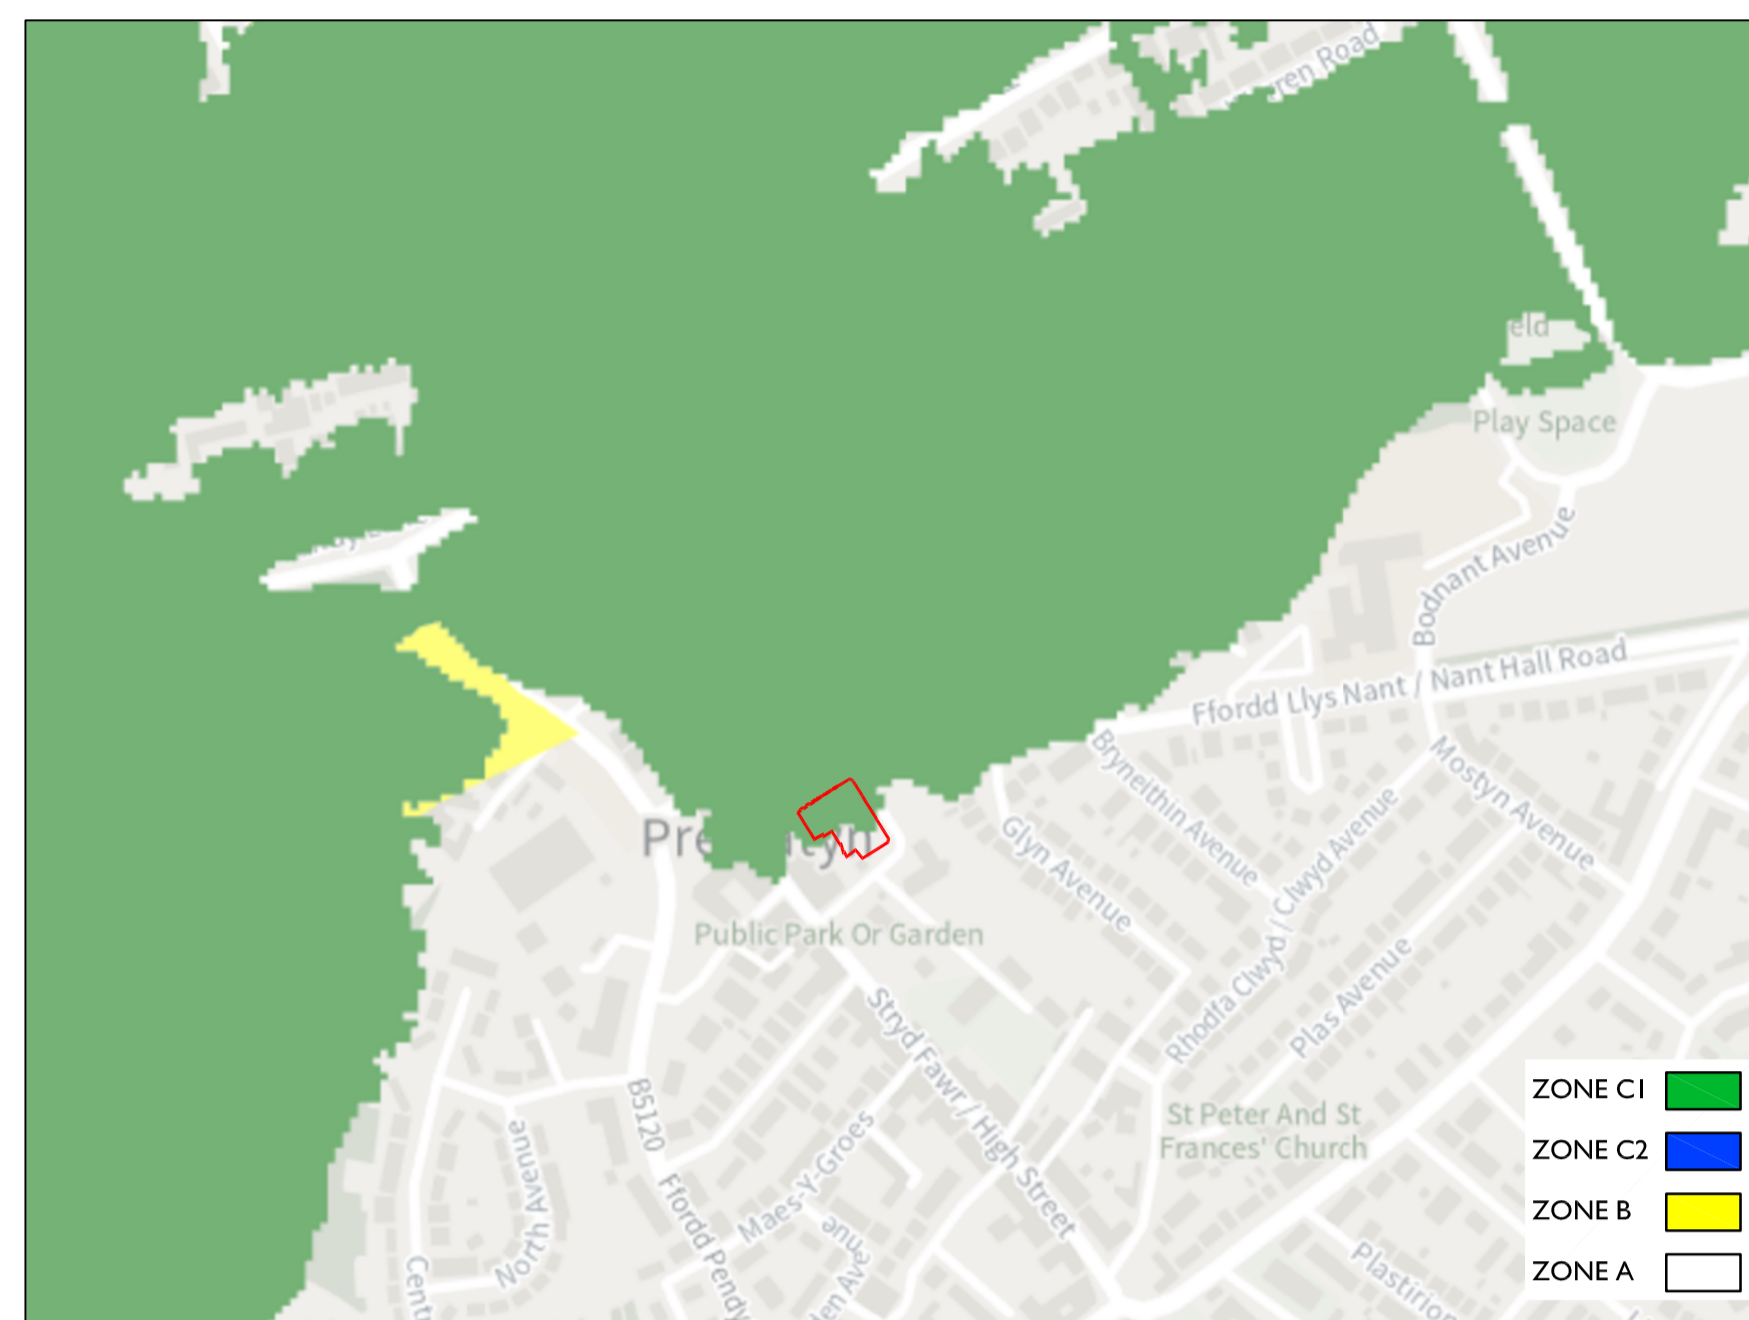 eld
Play Space
Bodnant Avenue
Ffordd Llys Nant / Nant Hall Road
Bryneithin Avenue
Mostyn Avenue
Glyn Avenue
Rhodfa Clwyd / Clwyd Avenue
Plas Avenue
Public Park Or Garden
Stryd Fawr / High Street
B5120
Ffordd Pendy
Maes-Y-Groes
North Avenue
Centr
St Peter And St
Frances' Church
Plastirion
ZONE C1
ZONE C2
ZONE B
ZONE A